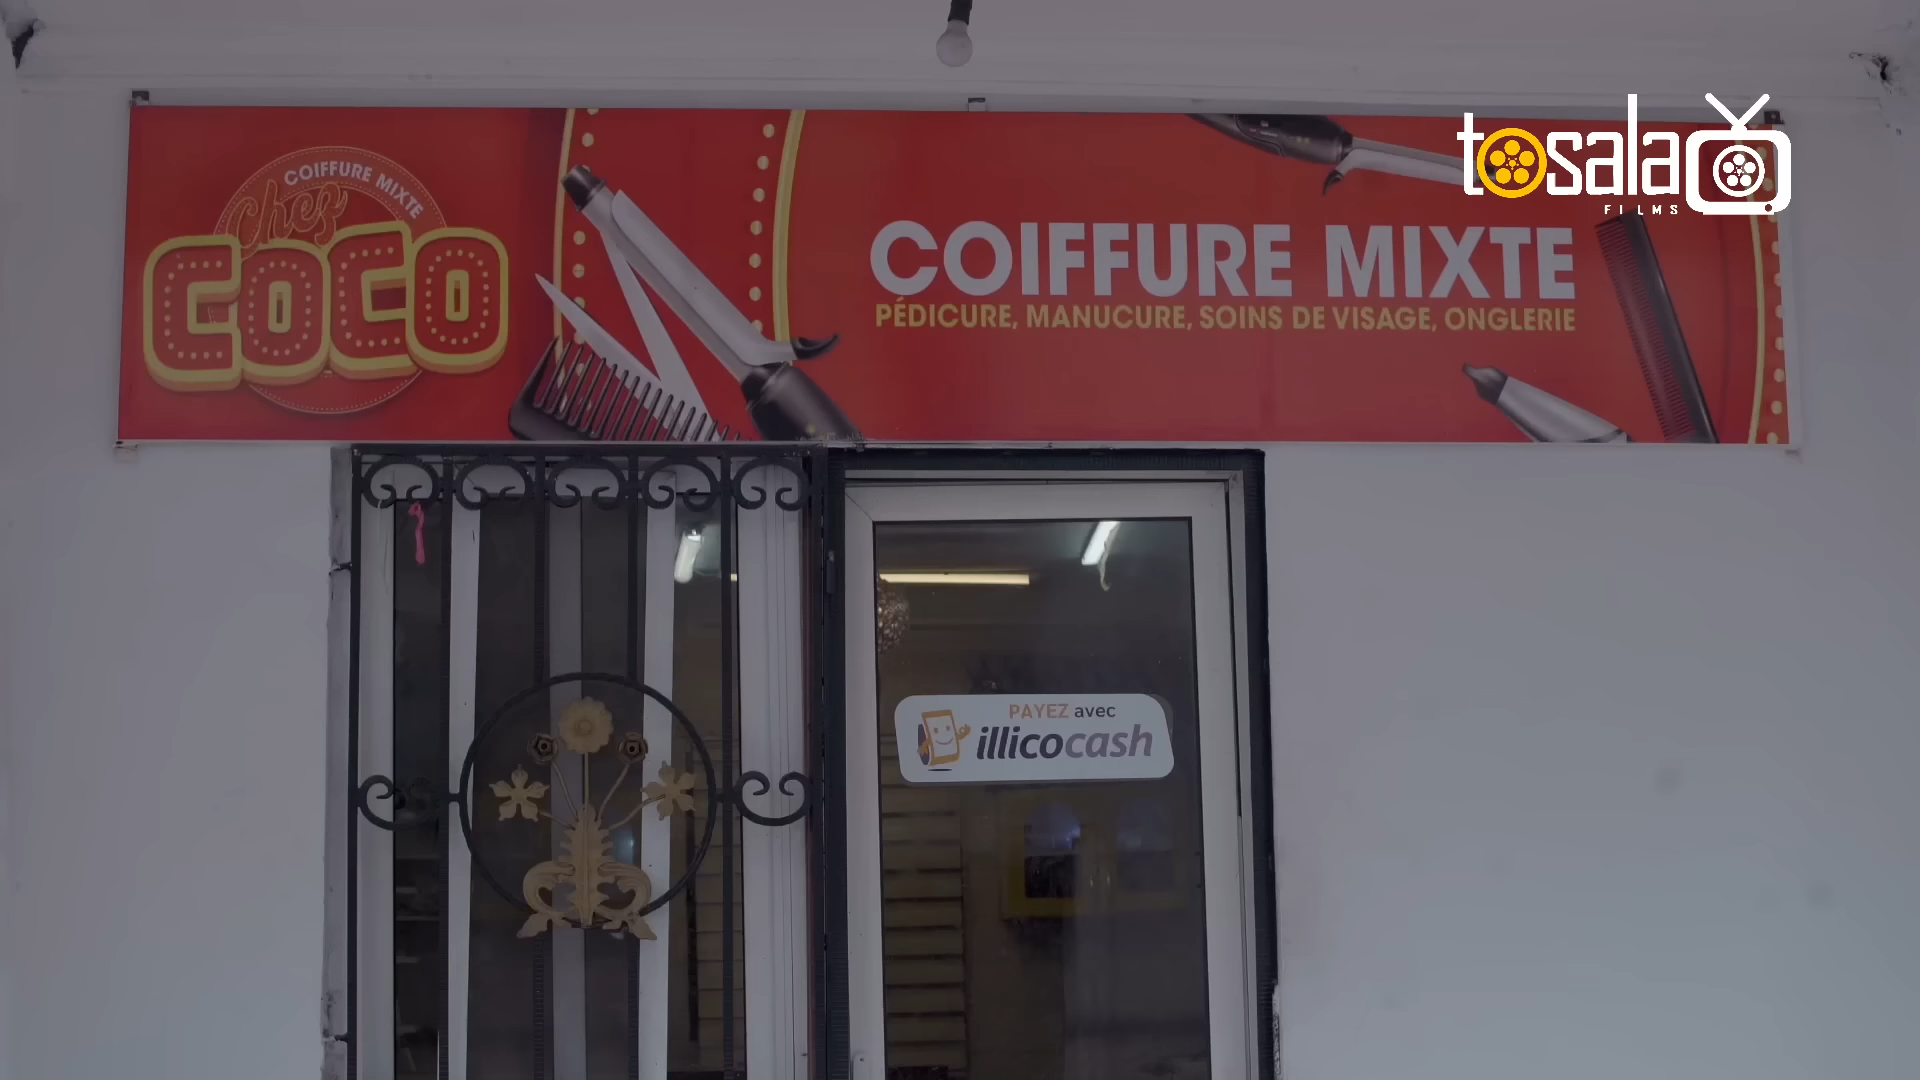 COIFFURE MIXTE
Chez
COCO
COIFFURE MIXTE
PÉDICURE, MANUCURE, SOINS DE VISAGE, ONGLERIE
tosala
FILMS
PAYEZ avec
illicocash